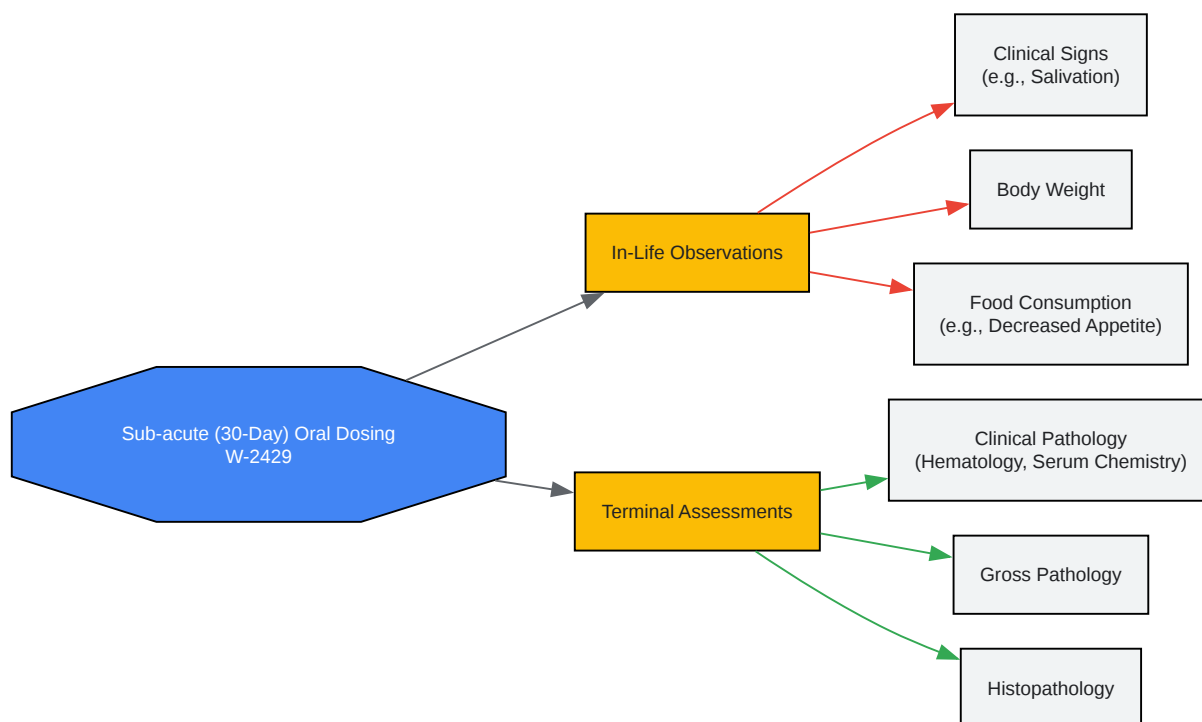 Clinical Signs
(e.g., Salivation)
Body Weight
In-Life Observations
Food Consumption
(e.g., Decreased Appetite)
Sub-acute (30-Day) Oral Dosing
W-2429
Clinical Pathology
(Hematology, Serum Chemistry)
Terminal Assessments
Gross Pathology
Histopathology